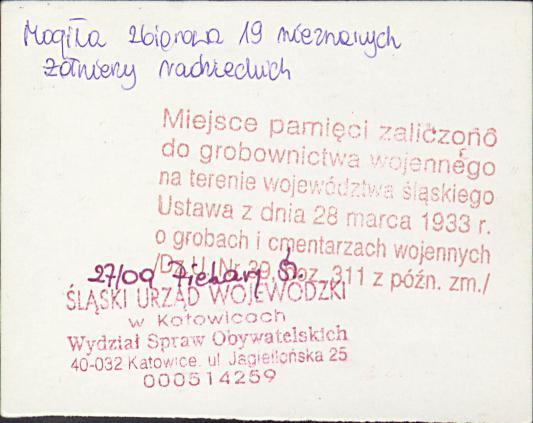 Mogiła zbiorowa 19 nieznanych
żołnierzy radzieckich
Miejsce pamięci zaliczono
do grobownictwa wojennego
na terenie województwa śląskiego
Ustawa z dnia 28 marca 1933 r.
o grobach i cmentarzach wojennych
/Dz.U. Nr 39, poz. 311 z późn. zm./
27/09 Piekary Śl.
ŚLĄSKI URZĄD WOJEWÓDZKI
w Katowicach
Wydział Spraw Obywatelskich
40-032 Katowice, ul. Jagiellońska 25
000514259